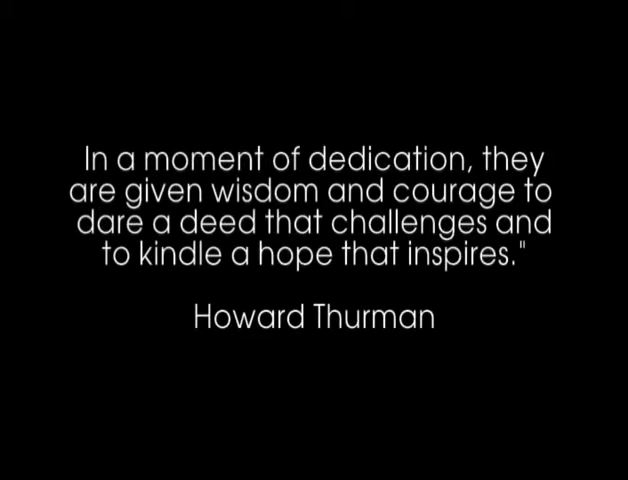 In a moment of dedication, they
are given wisdom and courage to
dare a deed that challenges and
to kindle a hope that inspires."
Howard Thurman